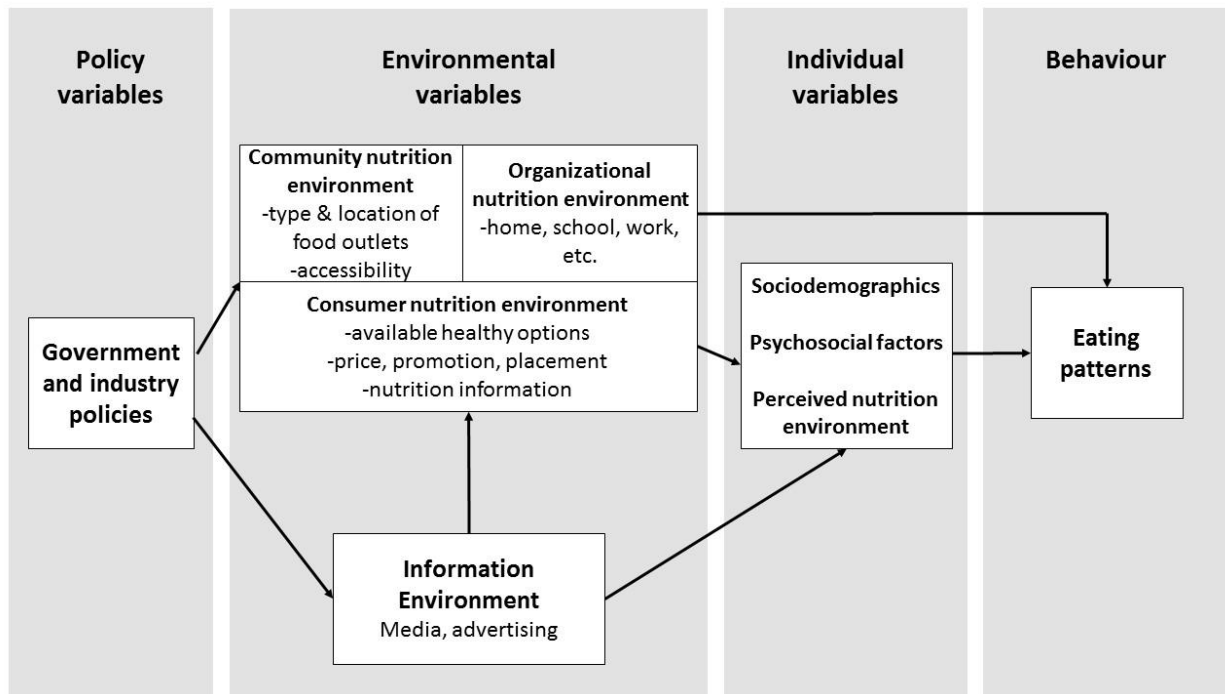 Policy
variables
Environmental
variables
Individual
variables
Behaviour
Community nutrition
environment
-type & location of
food outlets
-accessibility
Organizational
nutrition environment
-home, school, work,
etc.
Consumer nutrition environment
-available healthy options
-price, promotion, placement
-nutrition information
Government
and industry
policies
Information
Environment
Media, advertising
Sociodemographics
Psychosocial factors
Perceived nutrition
environment
Eating
patterns